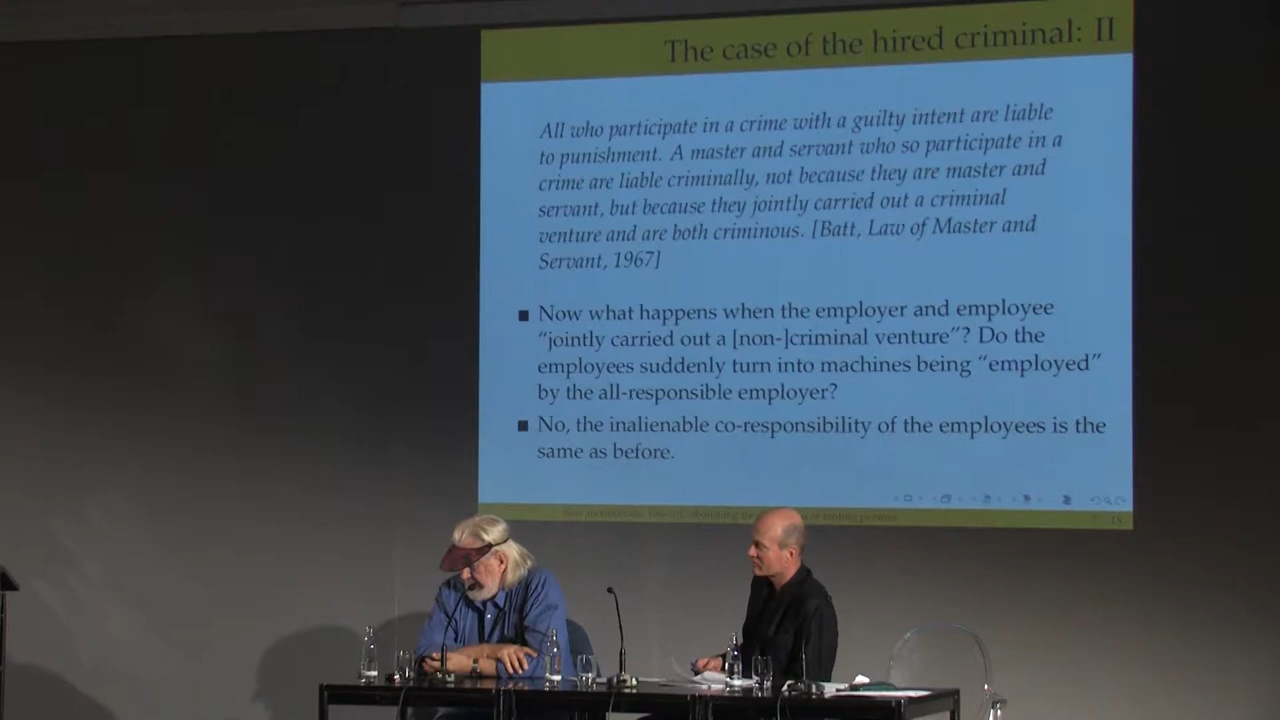 The case of the hired criminal: II
All who participate in a crime with a guilty intent are liable
to punishment. A master and servant who so participate in a
crime are liable criminally, not because they are master and
servant, but because they jointly carried out a criminal
venture and are both criminous. [Batt, Law of Master and
Servant, 1967]
Now what happens when the employer and employee
“jointly carried out a [non-]criminal venture”? Do the
employees suddenly turn into machines being “employed”
by the all-responsible employer?
No, the inalienable co-responsibility of the employees is the
same as before.
of renting persons